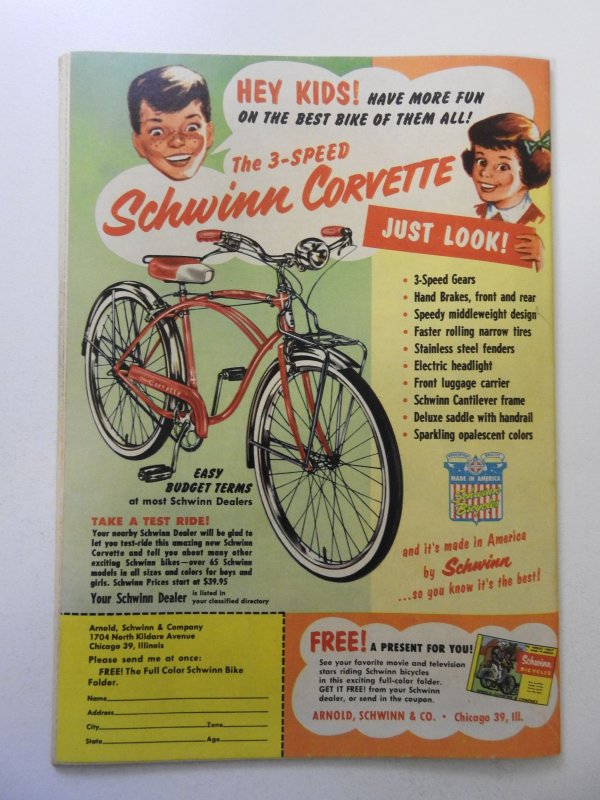 HEY KIDS! HAVE MORE FUN
ON THE BEST BIKE OF THEM ALL!
The 3-SPEED
Schwinn CORVETTE
JUST LOOK!
• 3-Speed Gears
• Hand Brakes, front and rear
• Speedy middleweight design
• Faster rolling narrow tires
• Stainless steel fenders
• Electric headlight
• Front luggage carrier
• Schwinn Cantilever frame
• Deluxe saddle with handrail
• Sparkling opalescent colors
CORVETTE
MADE IN AMERICA
EASY
BUDGET TERMS
at most Schwinn Dealers
TAKE A TEST RIDE!
Your nearby Schwinn Dealer will be glad to
let you test-ride this amazing new Schwinn
Corvette and tell you about many other
exciting Schwinn bikes—over 65 Schwinn
models in all sizes and colors for boys and
girls. Schwinn Prices start at $39.95
Your Schwinn Dealer is listed in
your classified directory
and it's made in America
by Schwinn
...so you know it's the best!
Arnold, Schwinn & Company
1704 North Kildare Avenue
Chicago 39, Illinois
Please send me at once:
FREE! The Full Color Schwinn Bike
Folder.
Name
Address
City Zone
State Age
FREE! A PRESENT FOR YOU!
See your favorite movie and television
stars riding Schwinn bicycles
in this exciting full-color folder.
GET IT FREE! from your Schwinn
dealer, or send in the coupon.
Schwinn
BICYCLES
ARNOLD, SCHWINN & CO. • Chicago 39, Ill.